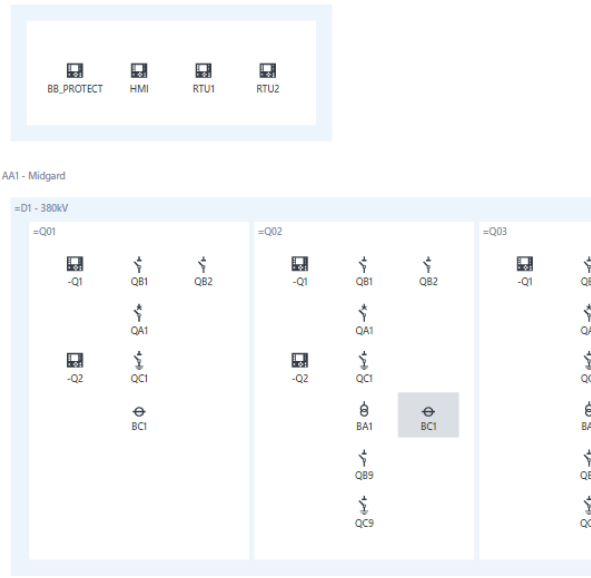 BB_PROTECT HMI RTU1 RTU2
AA1 - Midgard
=D1 - 380kV
=Q01 =Q02 =Q03
-Q1 QB1 QB2 -Q1 QB1 QB2 -Q1
QA1 QA1
-Q2 QC1 -Q2 QC1
BC1 BA1 BC1
QB9
QC9